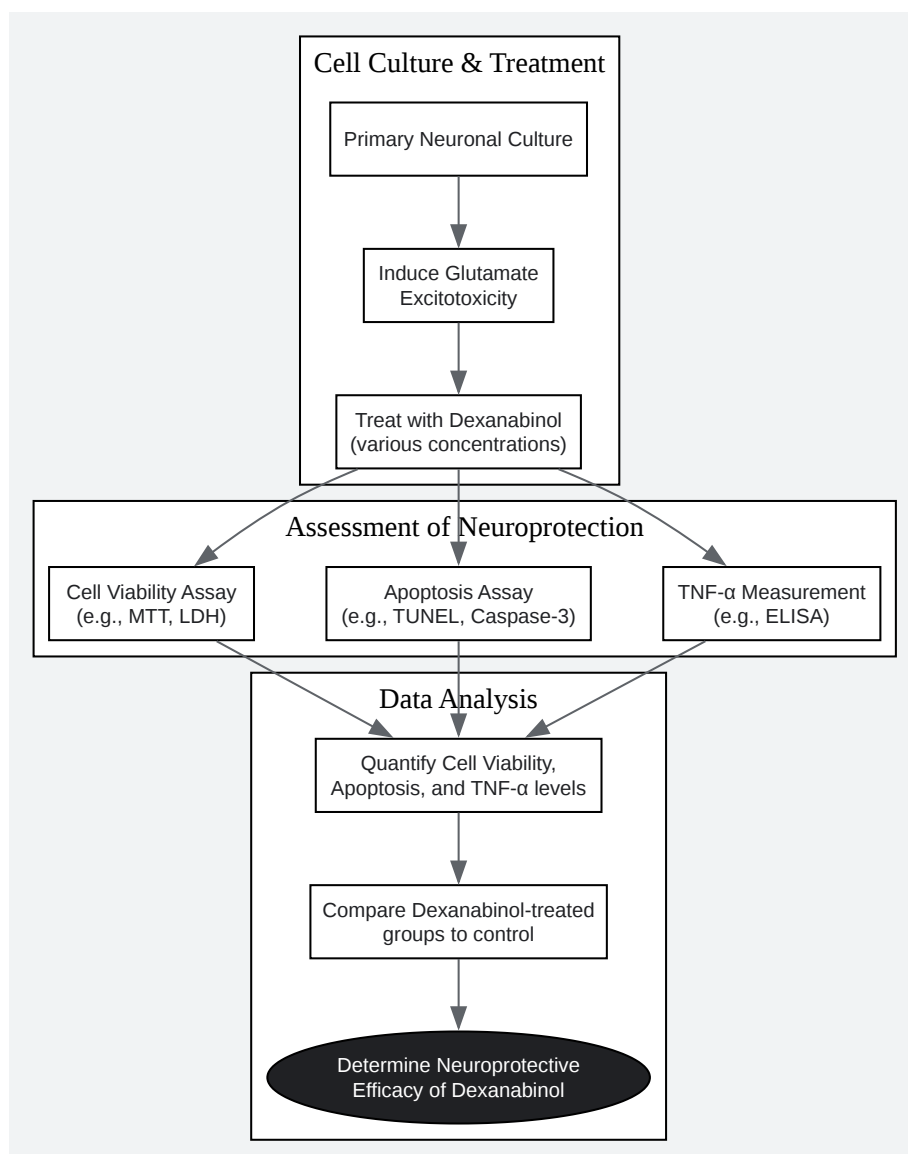 Cell Culture & Treatment
Primary Neuronal Culture
Induce Glutamate
Excitotoxicity
Treat with Dexanabinol
(various concentrations)
Assessment of Neuroprotection
Cell Viability Assay
(e.g., MTT, LDH)
Apoptosis Assay
(e.g., TUNEL, Caspase-3)
TNF-α Measurement
(e.g., ELISA)
Data Analysis
Quantify Cell Viability,
Apoptosis, and TNF-α levels
Compare Dexanabinol-treated
groups to control
Determine Neuroprotective
Efficacy of Dexanabinol